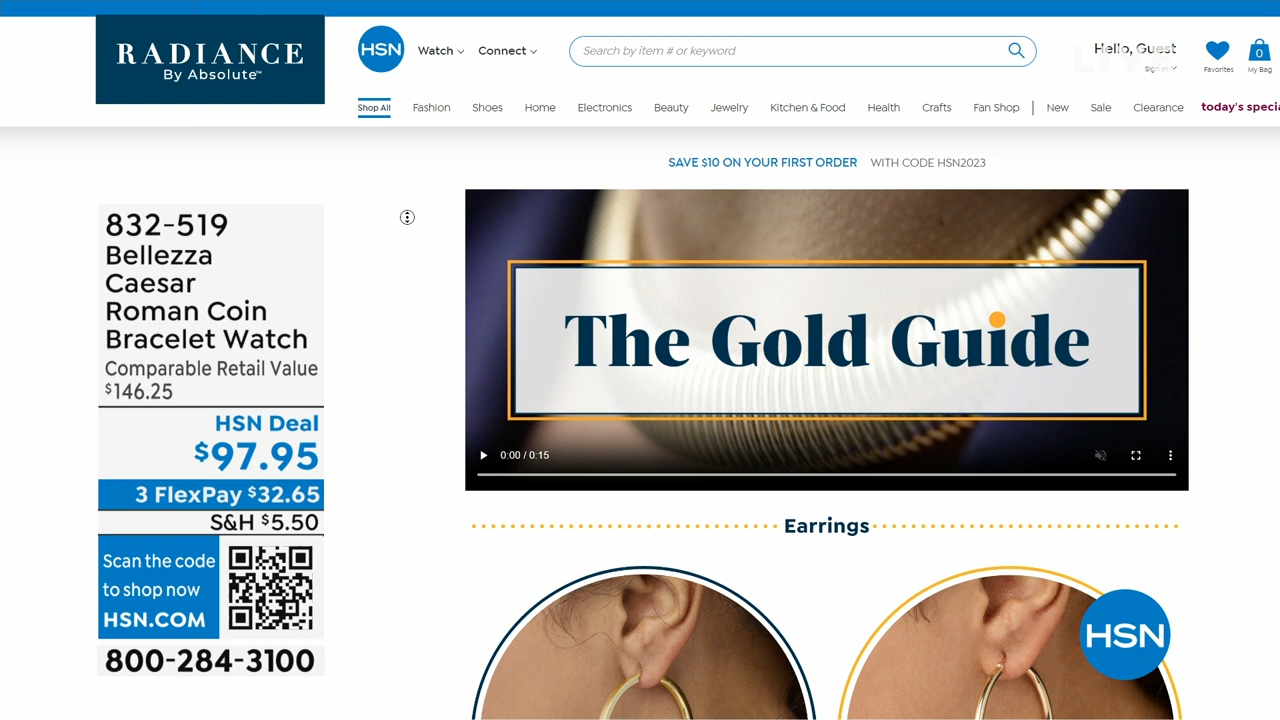 RADIANCE
By Absolute™
HSN
Watch
Connect
Search by item # or keyword
Hello, Guest
Sign In
LIVE
Favorites
0
My Bag
Shop All
Fashion
Shoes
Home
Electronics
Beauty
Jewelry
Kitchen & Food
Health
Crafts
Fan Shop
New
Sale
Clearance
today's specia
SAVE $10 ON YOUR FIRST ORDER WITH CODE HSN2023
832-519
Bellezza
Caesar
Roman Coin
Bracelet Watch
Comparable Retail Value
$146.25
HSN Deal
$97.95
3 FlexPay $32.65
S&H $5.50
Scan the code
to shop now
HSN.COM
800-284-3100
The Gold Guide
0:00 / 0:15
Earrings
HSN